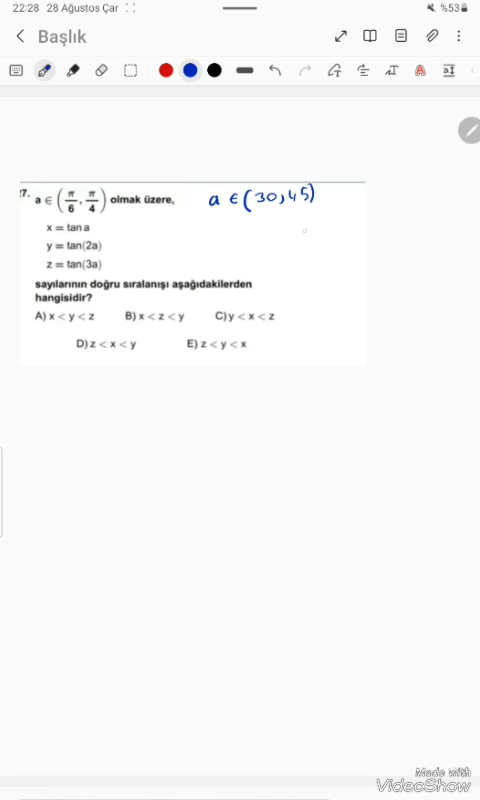 22:28 28 Ağustos Çar %53
Başlık
27. a ∈ (π/6, π/4) olmak üzere, a ∈ (30,45)
x = tan a
y = tan(2a)
z = tan(3a)
sayılarının doğru sıralanışı aşağıdakilerden
hangisidir?
A) x < y < z B) x < z < y C) y < x < z
D) z < x < y E) z < y < x
Made with
VideoShow